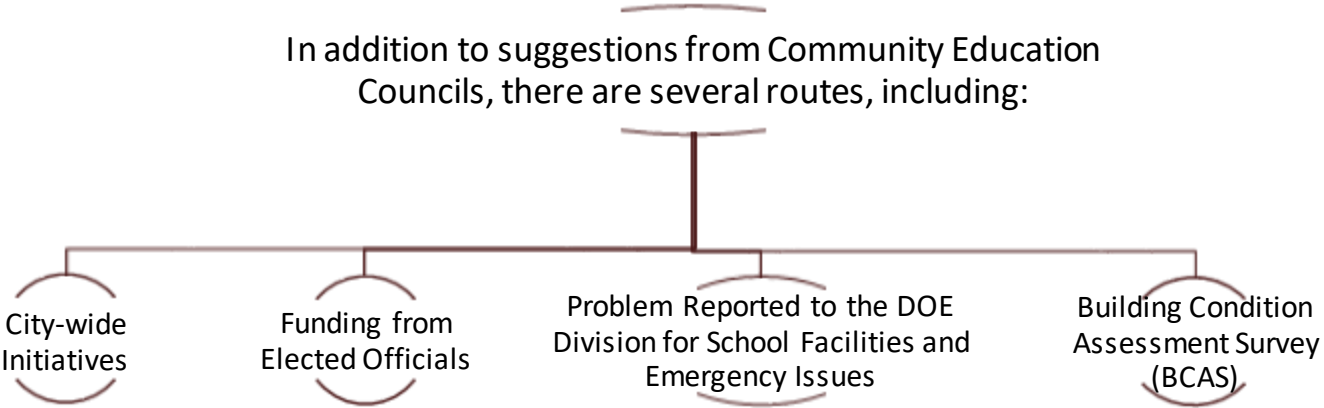 In addition to suggestions from Community Education
Councils, there are several routes, including:
City-wide
Initiatives
Funding from
Elected Officials
Problem Reported to the DOE
Division for School Facilities and
Emergency Issues
Building Condition
Assessment Survey
(BCAS)